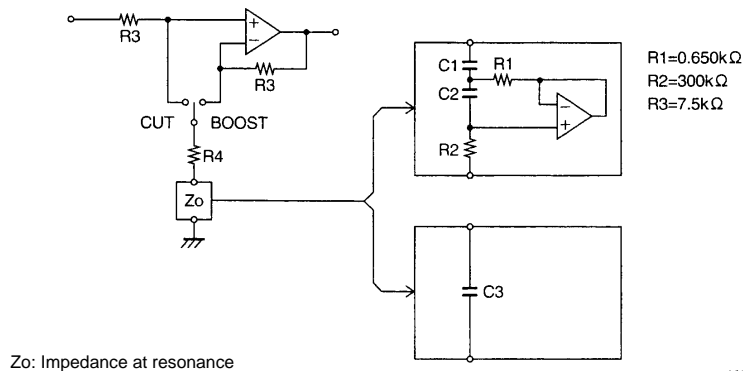 R3
+
−
R3
CUT
BOOST
R4
Zo
C1
R1
C2
−
+
R2
R1=0.650kΩ
R2=300kΩ
R3=7.5kΩ
C3
Zo: Impedance at resonance